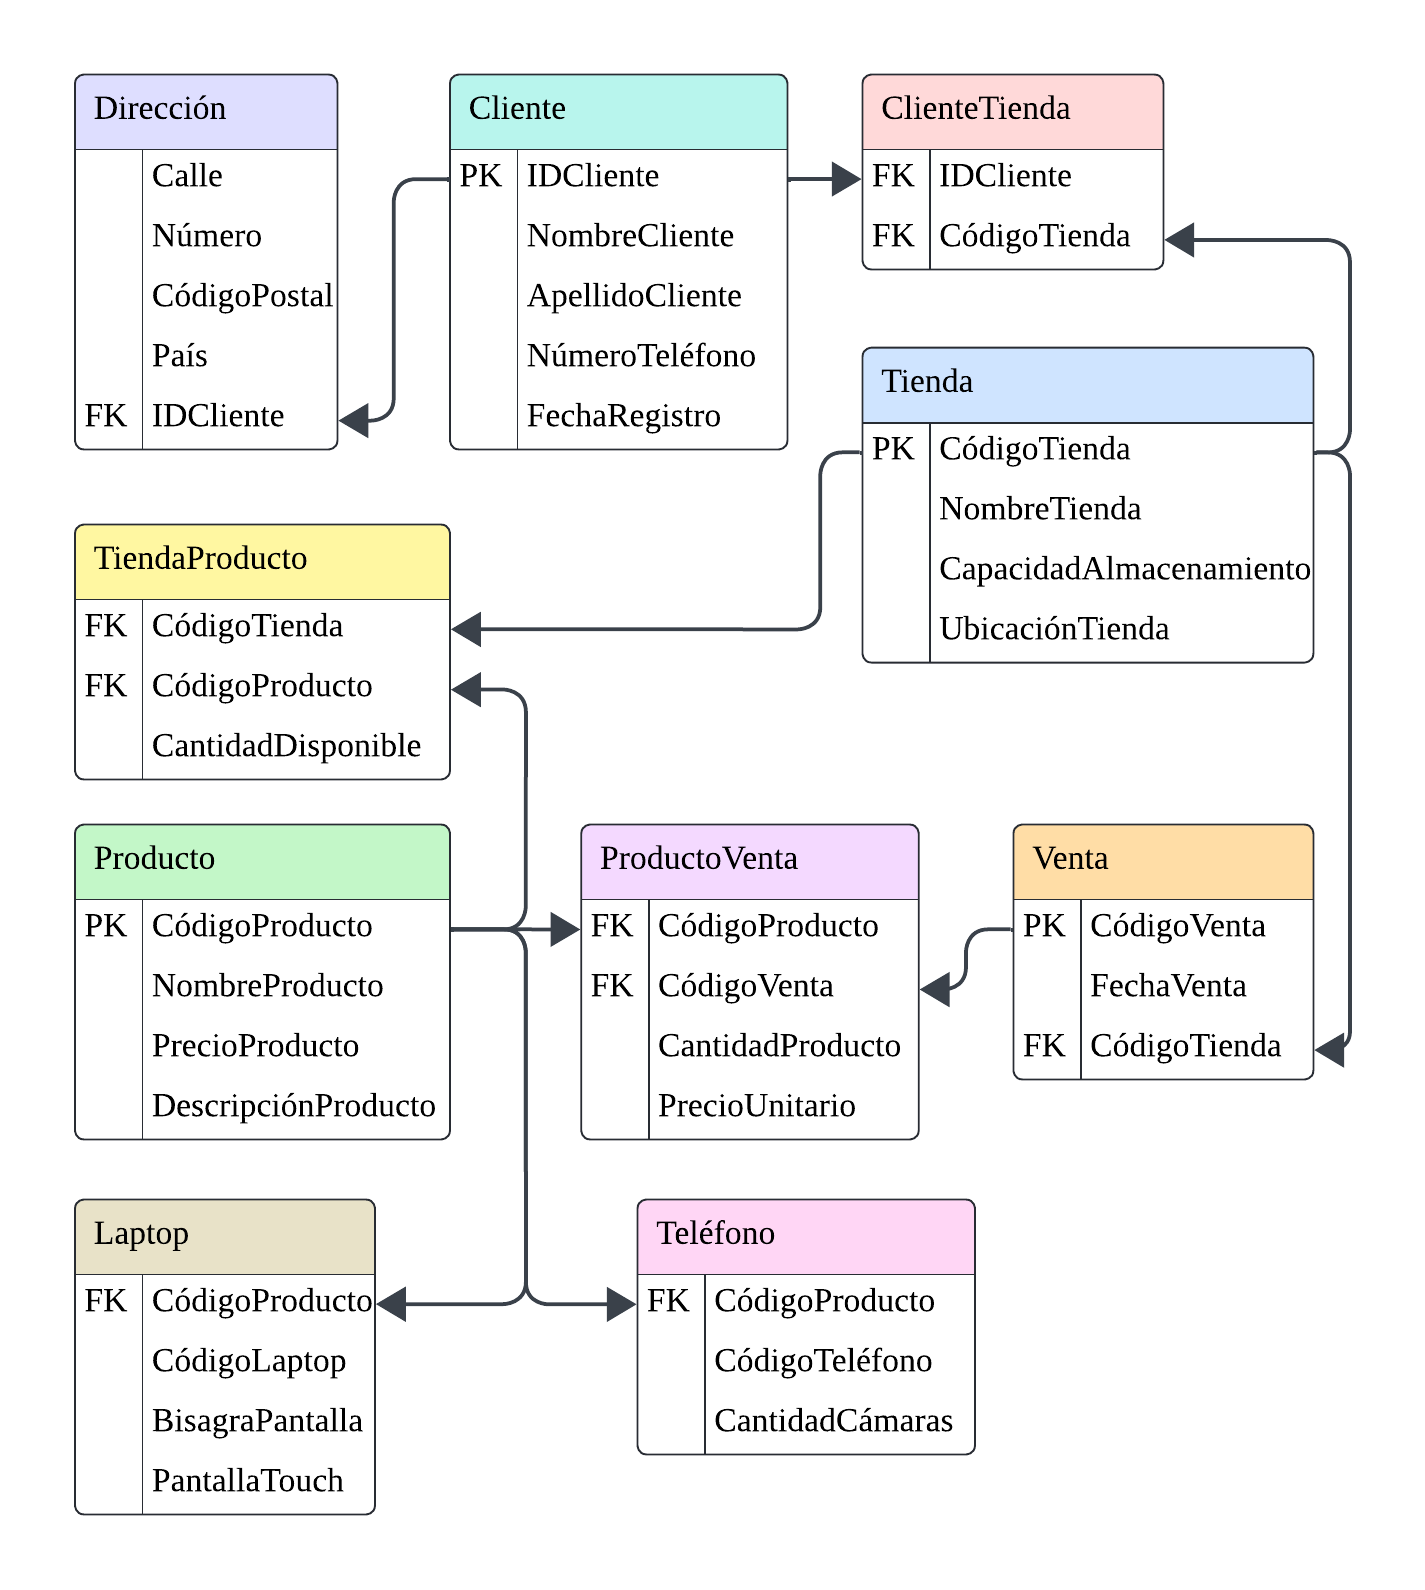 Dirección
Calle
Número
CódigoPostal
País
FK IDCliente
Cliente
PK IDCliente
NombreCliente
ApellidoCliente
NúmeroTeléfono
FechaRegistro
ClienteTienda
FK IDCliente
FK CódigoTienda
Tienda
PK CódigoTienda
NombreTienda
CapacidadAlmacenamiento
UbicaciónTienda
TiendaProducto
FK CódigoTienda
FK CódigoProducto
CantidadDisponible
Producto
PK CódigoProducto
NombreProducto
PrecioProducto
DescripciónProducto
ProductoVenta
FK CódigoProducto
FK CódigoVenta
CantidadProducto
PrecioUnitario
Venta
PK CódigoVenta
FechaVenta
FK CódigoTienda
Laptop
FK CódigoProducto
CódigoLaptop
BisagraPantalla
PantallaTouch
Teléfono
FK CódigoProducto
CódigoTeléfono
CantidadCámaras